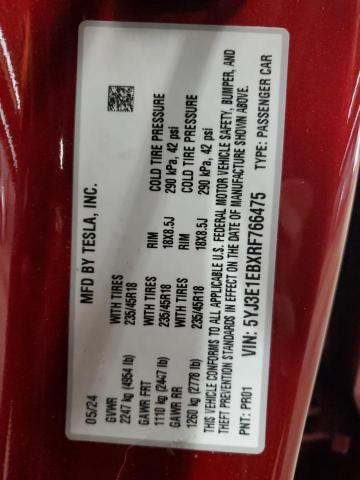 MFD BY TESLA, INC.
05/24
GVWR
2247 kg (4954 lb)
GAWR FRT WITH TIRES RIM COLD TIRE PRESSURE
1110 kg (2447 lb) 235/45R18 18X8.5J 290 kPa, 42 psi
GAWR RR WITH TIRES RIM COLD TIRE PRESSURE
1260 kg (2778 lb) 235/45R18 18X8.5J 290 kPa, 42 psi
THIS VEHICLE CONFORMS TO ALL APPLICABLE U.S. FEDERAL MOTOR VEHICLE SAFETY, BUMPER, AND
THEFT PREVENTION STANDARDS IN EFFECT ON THE DATE OF MANUFACTURE SHOWN ABOVE.
PNT: PR01 VIN: 5YJ3E1EBXRF766475 TYPE: PASSENGER CAR